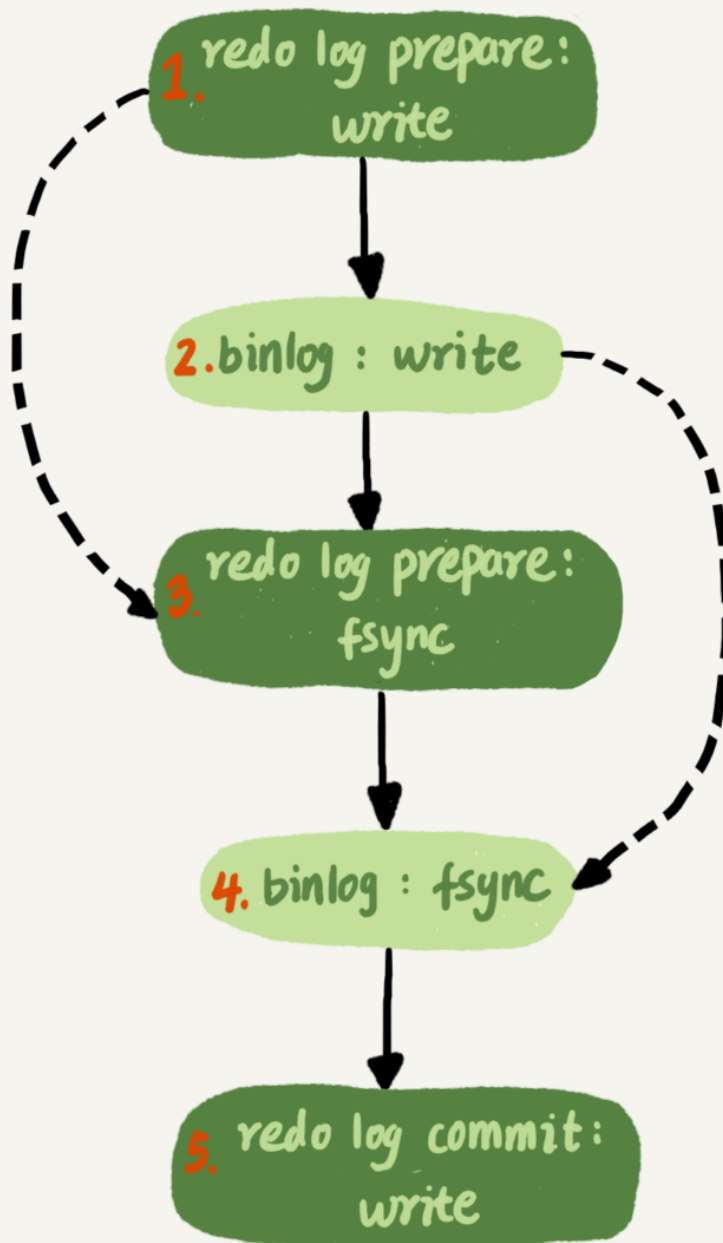 1. redo log prepare:
write
2. binlog : write
redo log prepare:
3.
fsync
4. binlog : fsync
5. redo log commit:
write